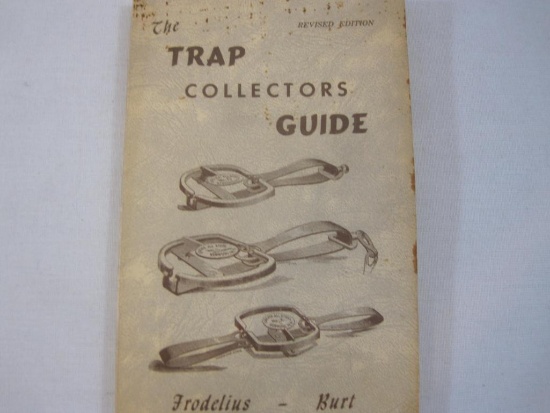 The
REVISED EDITION
TRAP
COLLECTORS
GUIDE
Frodelius - Burt